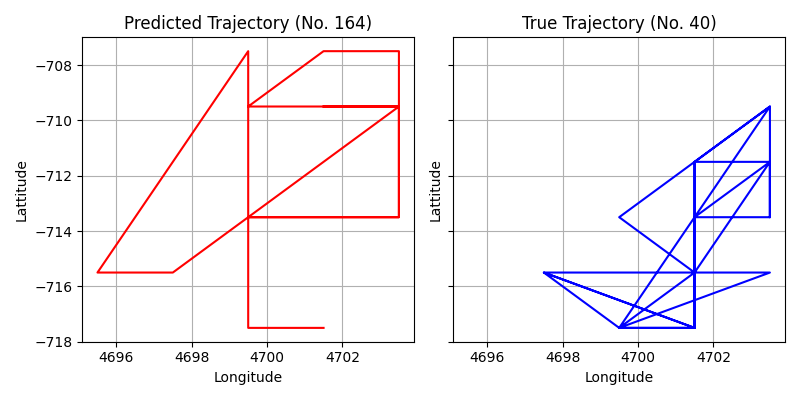 Predicted Trajectory (No. 164)
True Trajectory (No. 40)
Lattitude
−708
−710
−712
−714
−716
−718
4696
4698
4700
4702
Longitude
Lattitude
4696
4698
4700
4702
Longitude